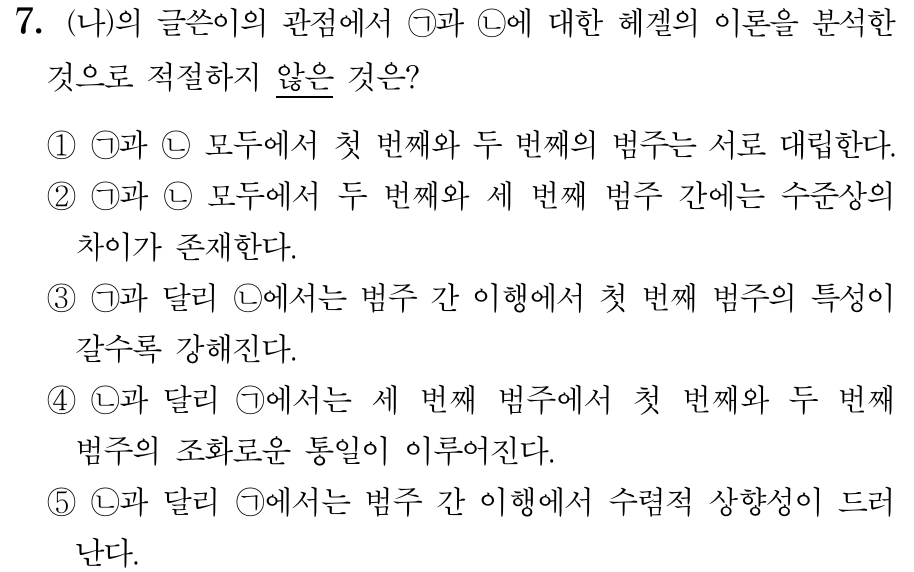 7. (나)의 글쓴이의 관점에서 ㉠과 ㉡에 대한 헤겔의 이론을 분석한
것으로 적절하지 않은 것은?
① ㉠과 ㉡ 모두에서 첫 번째와 두 번째의 범주는 서로 대립한다.
② ㉠과 ㉡ 모두에서 두 번째와 세 번째 범주 간에는 수준상의
차이가 존재한다.
③ ㉠과 달리 ㉡에서는 범주 간 이행에서 첫 번째 범주의 특성이
갈수록 강해진다.
④ ㉡과 달리 ㉠에서는 세 번째 범주에서 첫 번째와 두 번째
범주의 조화로운 통일이 이루어진다.
⑤ ㉡과 달리 ㉠에서는 범주 간 이행에서 수렴적 상향성이 드러
난다.